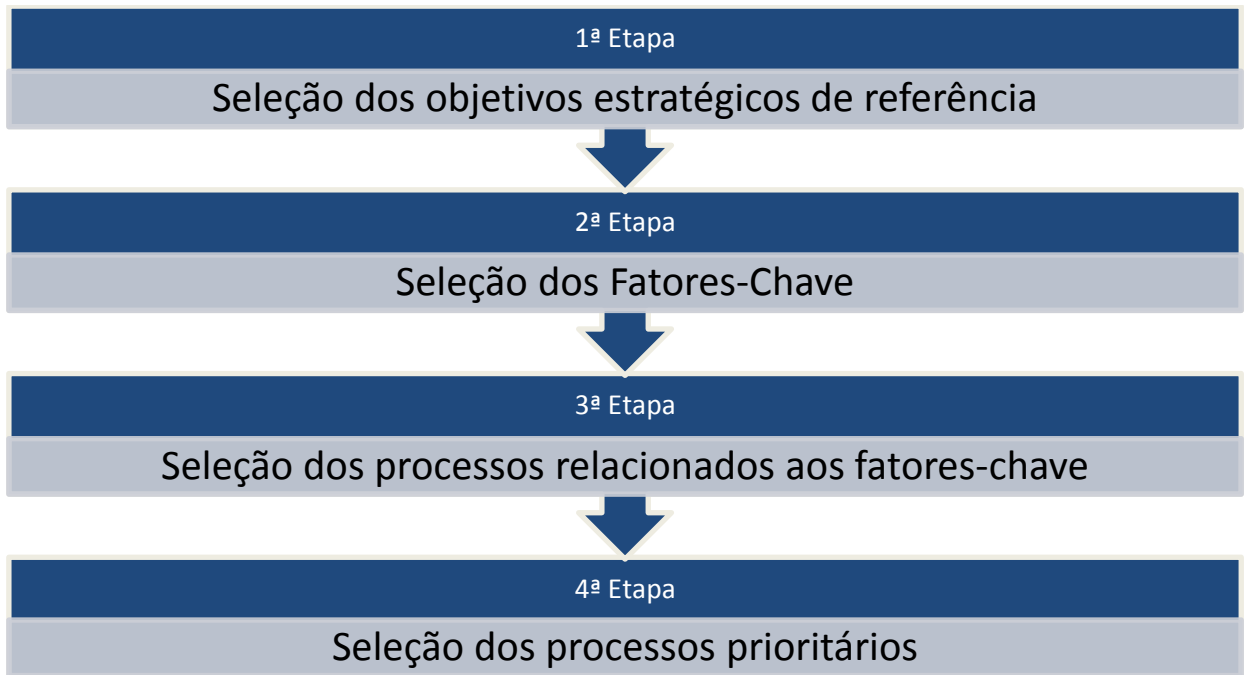 1ª Etapa
Seleção dos objetivos estratégicos de referência
2ª Etapa
Seleção dos Fatores-Chave
3ª Etapa
Seleção dos processos relacionados aos fatores-chave
4ª Etapa
Seleção dos processos prioritários